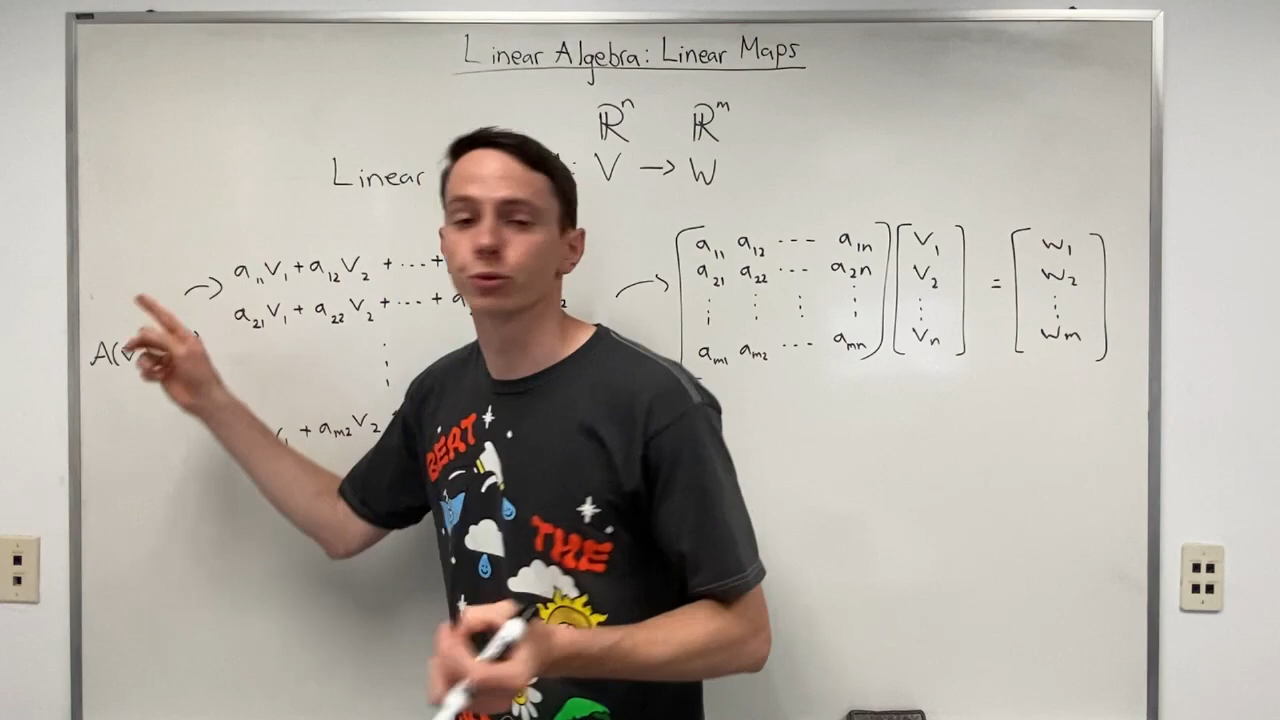 Linear Algebra: Linear Maps
ℝⁿ ℝᵐ
Linear : V → W
a₁₁v₁ + a₁₂v₂ + ... +
a₂₁v₁ + a₂₂v₂ + ... + a
A(v
⋮
₁ + aₘ₂v₂
→ [a₁₁ a₁₂ --- a₁ₙ] [v₁] [w₁]
[a₂₁ a₂₂ ... a₂ₙ] [v₂] = [w₂]
[⋮ ⋮ ⋮ ⋮] [⋮] [⋮]
[aₘ₁ aₘ₂ ... aₘₙ] [vₙ] [wₘ]
BEAT
THE